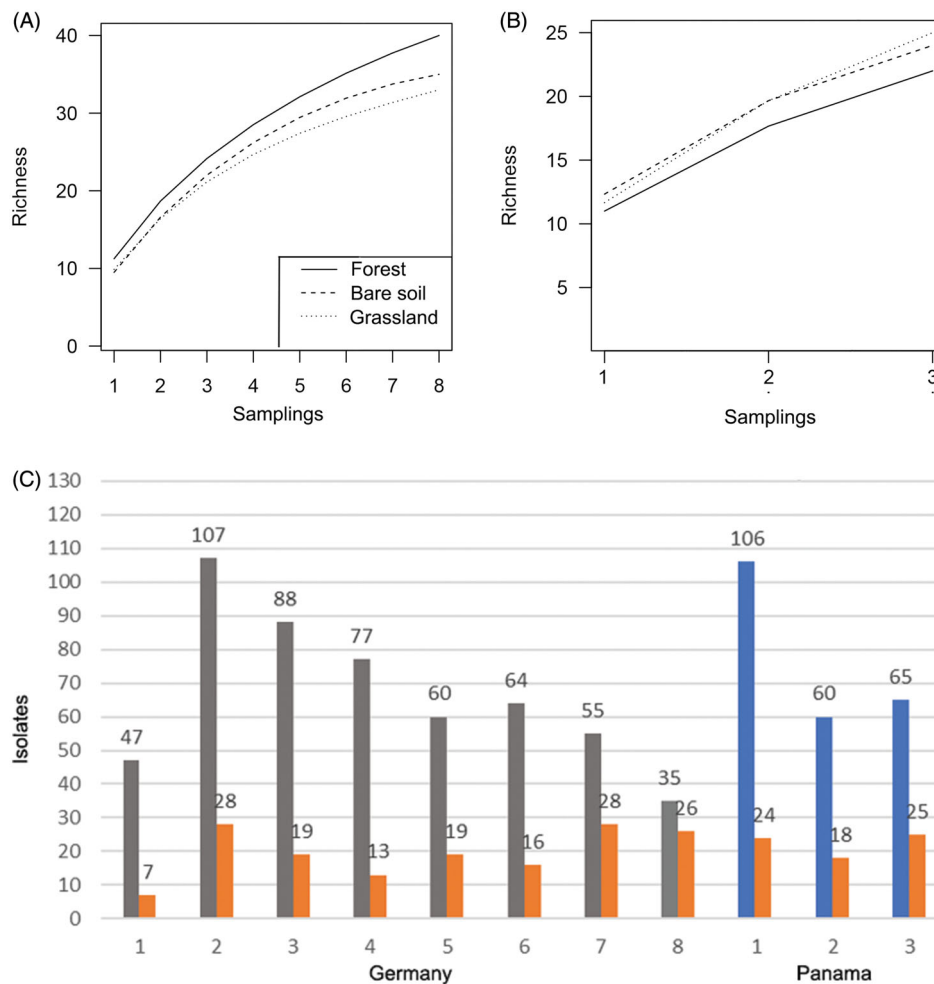 (A)
Richness
40
30
20
10
0
Forest
Bare soil
Grassland
1 2 3 4 5 6 7 8
Samplings
(B)
Richness
25
20
15
10
5
1 2 3
Samplings
(C)
Isolates
130
120
110
100
90
80
70
60
50
40
30
20
10
0
47 7 107 28 88 19 77 13 60 19 64 16 55 28 35 26 106 24 60 18 65 25
1 2 3 4 5 6 7 8 1 2 3
Germany Panama